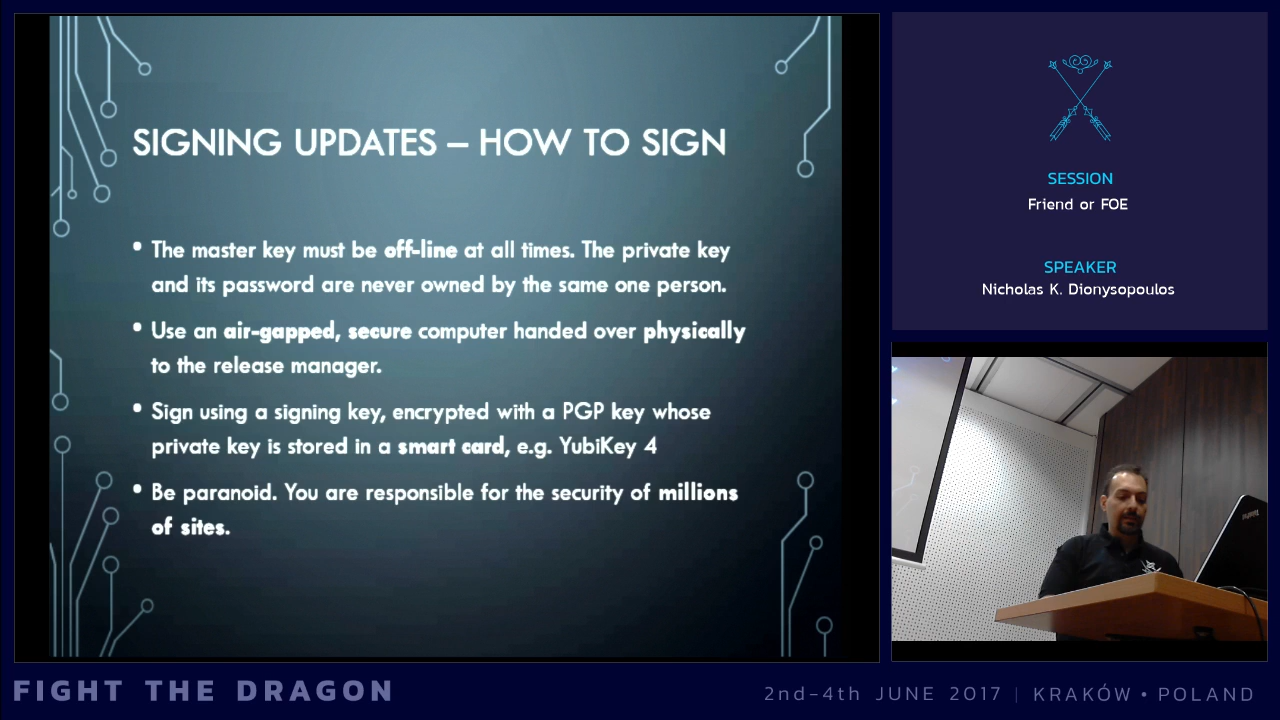 SIGNING UPDATES – HOW TO SIGN
• The master key must be off-line at all times. The private key
and its password are never owned by the same one person.
• Use an air-gapped, secure computer handed over physically
to the release manager.
• Sign using a signing key, encrypted with a PGP key whose
private key is stored in a smart card, e.g. YubiKey 4
• Be paranoid. You are responsible for the security of millions
of sites.
SESSION
Friend or FOE
SPEAKER
Nicholas K. Dionysopoulos
FIGHT THE DRAGON
2nd-4th JUNE 2017 | KRAKÓW • POLAND